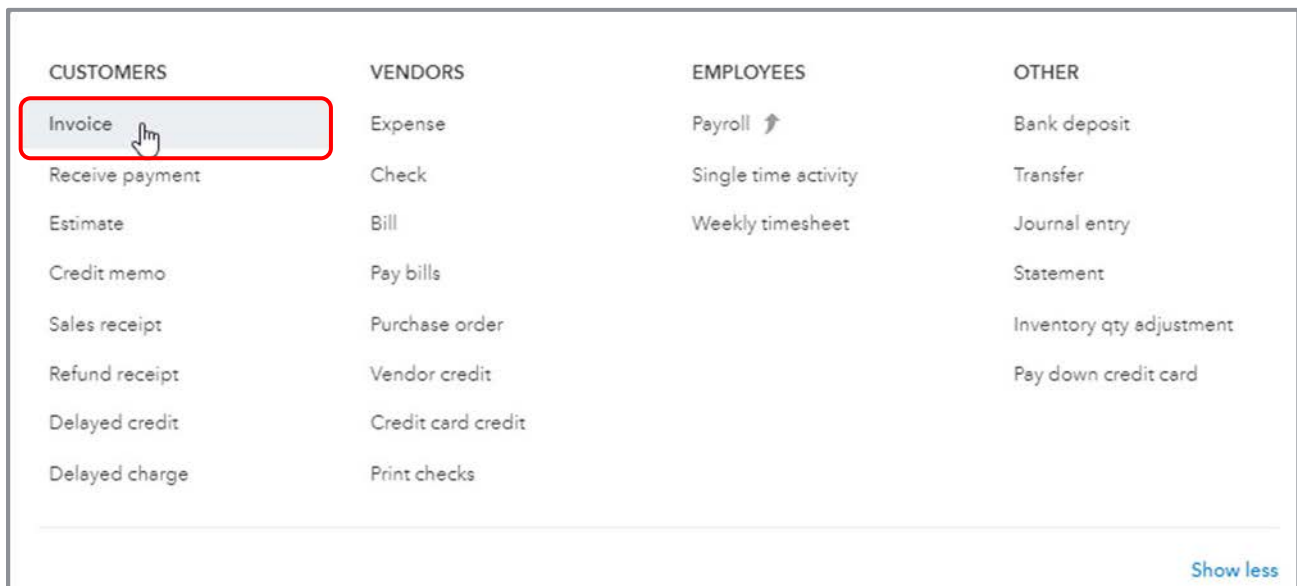 CUSTOMERS
Invoice
Receive payment
Estimate
Credit memo
Sales receipt
Refund receipt
Delayed credit
Delayed charge
VENDORS
Expense
Check
Bill
Pay bills
Purchase order
Vendor credit
Credit card credit
Print checks
EMPLOYEES
Payroll
Single time activity
Weekly timesheet
OTHER
Bank deposit
Transfer
Journal entry
Statement
Inventory qty adjustment
Pay down credit card
Show less